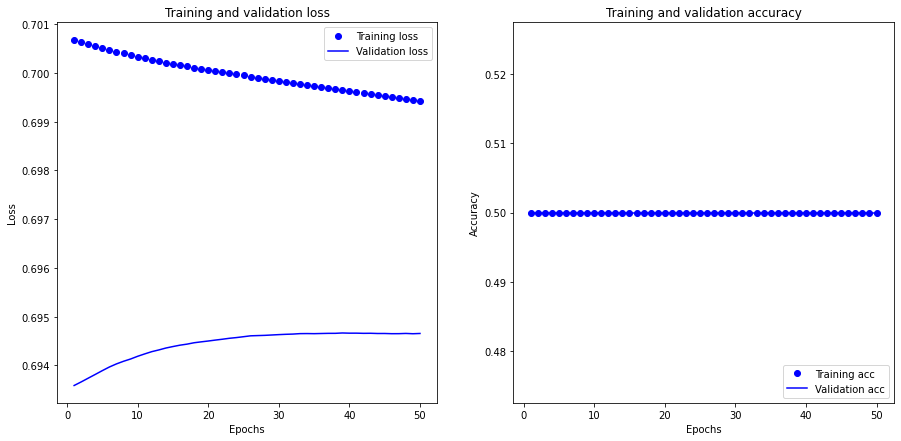 Training and validation loss
0.701
0.700
0.699
0.698
0.697
0.696
0.695
0.694
Loss
0
10
20
30
40
50
Epochs
Training loss
Validation loss
Training and validation accuracy
0.52
0.51
0.50
0.49
0.48
Accuracy
0
10
20
30
40
50
Epochs
Training acc
Validation acc